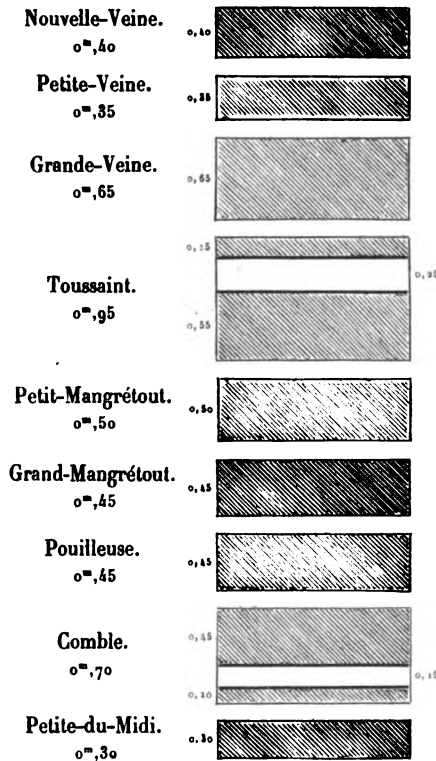 Nouvelle-Veine.
0ᵐ,40
0,40
Petite-Veine.
0ᵐ,35
0,35
Grande-Veine.
0ᵐ,65
0,65
Toussaint.
0ᵐ,95
0,15
0,25
0,55
Petit-Mangrétout.
0ᵐ,50
0,50
Grand-Mangrétout.
0ᵐ,45
0,45
Pouilleuse.
0ᵐ,45
0,45
Comble.
0ᵐ,70
0,45
0,15
0,10
Petite-du-Midi.
0ᵐ,30
0,30